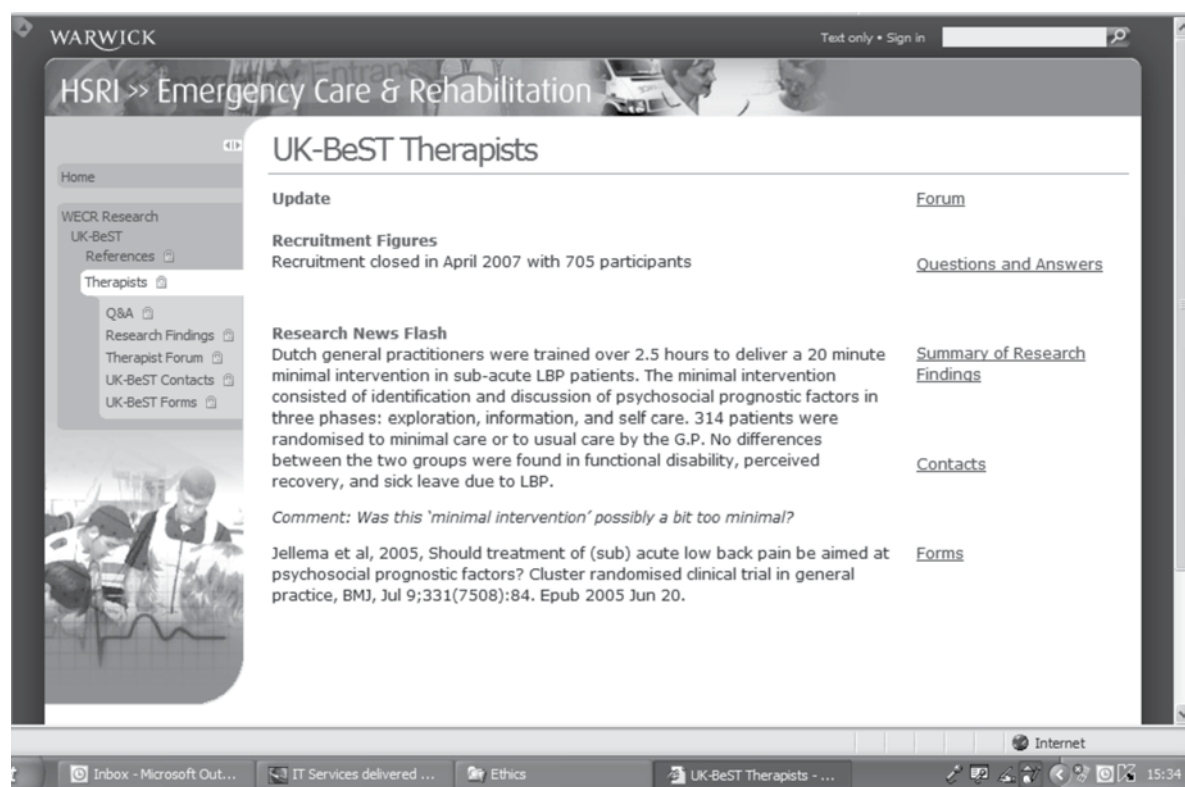 WARWICK
Text only • Sign in
HSRI >> Emergency Care & Rehabilitation
Home
WECR Research
UK-BeST
References
Therapists
Q&A
Research Findings
Therapist Forum
UK-BeST Contacts
UK-BeST Forms
UK-BeST Therapists
Update
Recruitment Figures
Recruitment closed in April 2007 with 705 participants
Research News Flash
Dutch general practitioners were trained over 2.5 hours to deliver a 20 minute
minimal intervention in sub-acute LBP patients. The minimal intervention
consisted of identification and discussion of psychosocial prognostic factors in
three phases: exploration, information, and self care. 314 patients were
randomised to minimal care or to usual care by the G.P. No differences
between the two groups were found in functional disability, perceived
recovery, and sick leave due to LBP.
Comment: Was this 'minimal intervention' possibly a bit too minimal?
Jellema et al, 2005, Should treatment of (sub) acute low back pain be aimed at
psychosocial prognostic factors? Cluster randomised clinical trial in general
practice, BMJ, Jul 9;331(7508):84. Epub 2005 Jun 20.
Forum
Questions and Answers
Summary of Research
Findings
Contacts
Forms
Internet
Inbox - Microsoft Out...
IT Services delivered ...
Ethics
UK-BeST Therapists - ...
15:34